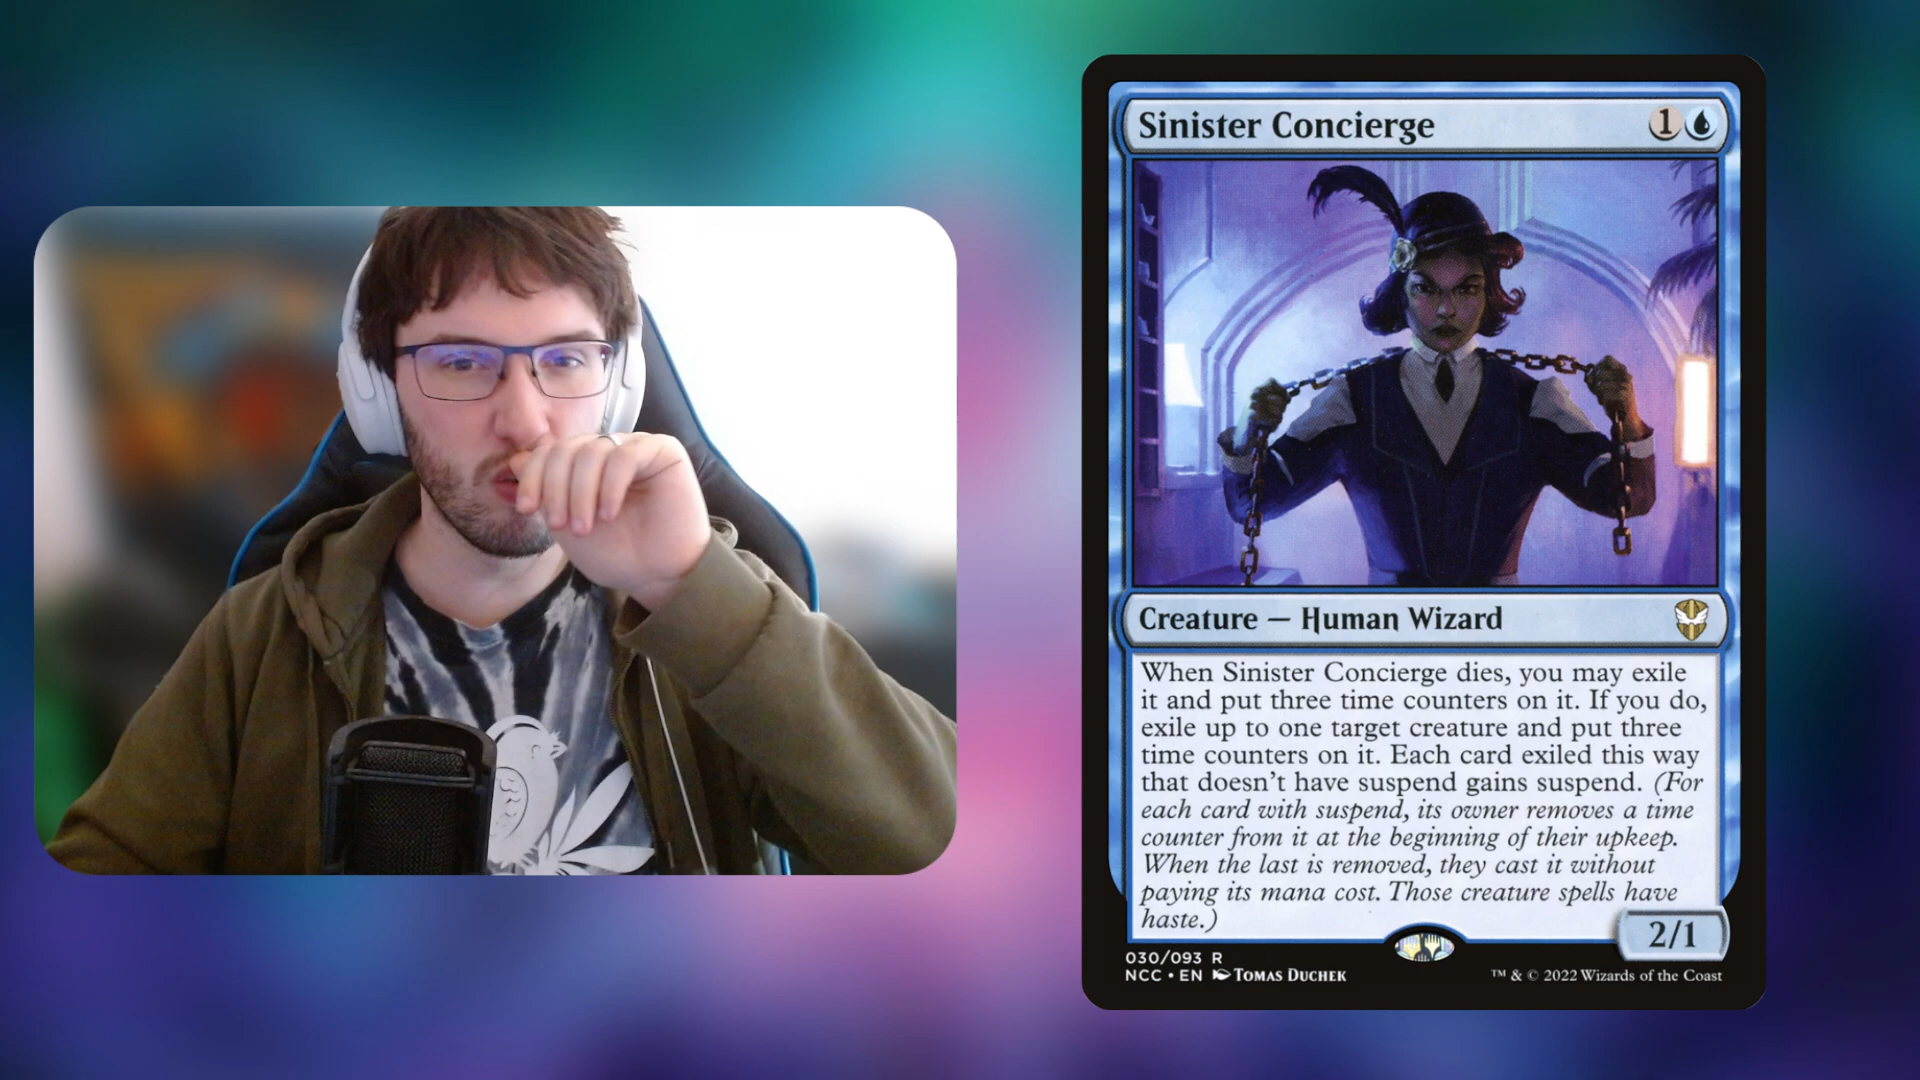 Sinister Concierge
1
Creature — Human Wizard
When Sinister Concierge dies, you may exile
it and put three time counters on it. If you do,
exile up to one target creature and put three
time counters on it. Each card exiled this way
that doesn't have suspend gains suspend. (For
each card with suspend, its owner removes a time
counter from it at the beginning of their upkeep.
When the last is removed, they cast it without
paying its mana cost. Those creature spells have
haste.)
2/1
030/093 R
NCC • EN Tomas Duchek
™ & © 2022 Wizards of the Coast